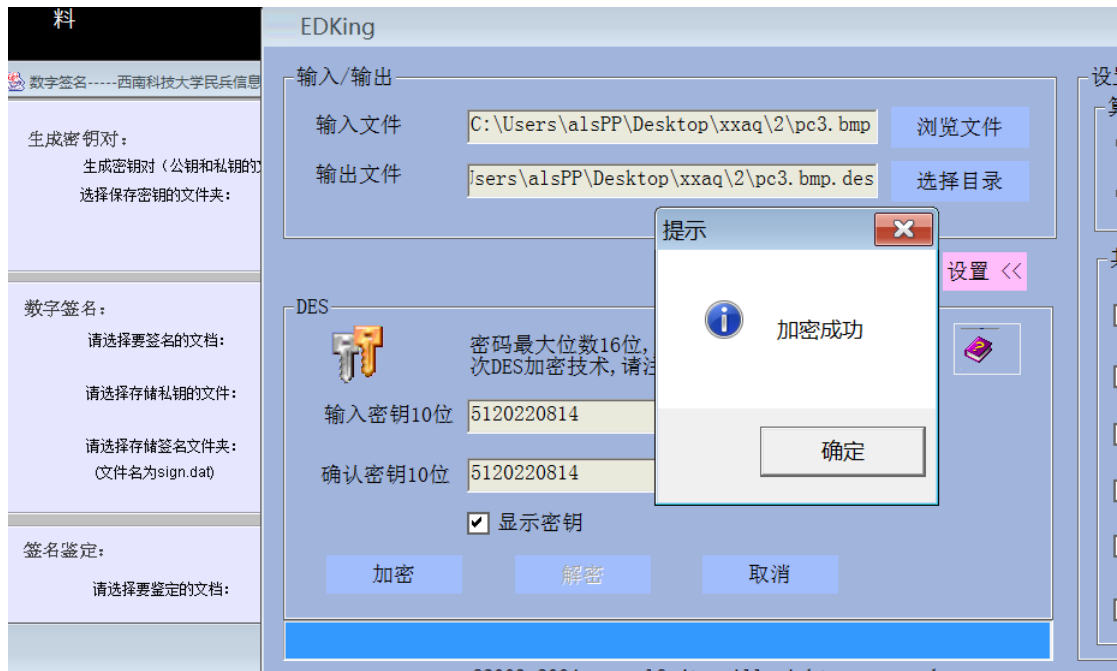 料
EDKing
数字签名-----西南科技大学民兵信息
输入/输出
输入文件
C:\Users\alsPP\Desktop\xxaq\2\pc3.bmp
浏览文件
输出文件
Jsers\alsPP\Desktop\xxaq\2\pc3.bmp.des
选择目录
生成密钥对:
生成密钥对(公钥和私钥的
选择保存密钥的文件夹:
提示
加密成功
确定
设置 <<
数字签名:
请选择要签名的文档:
请选择存储私钥的文件:
请选择存储签名文件夹:
(文件名为sign.dat)
DES
密码最大位数16位,
次DES加密技术,请
输入密钥10位
5120220814
确认密钥10位
5120220814
显示密钥
加密
解密
取消
签名鉴定:
请选择要鉴定的文档: